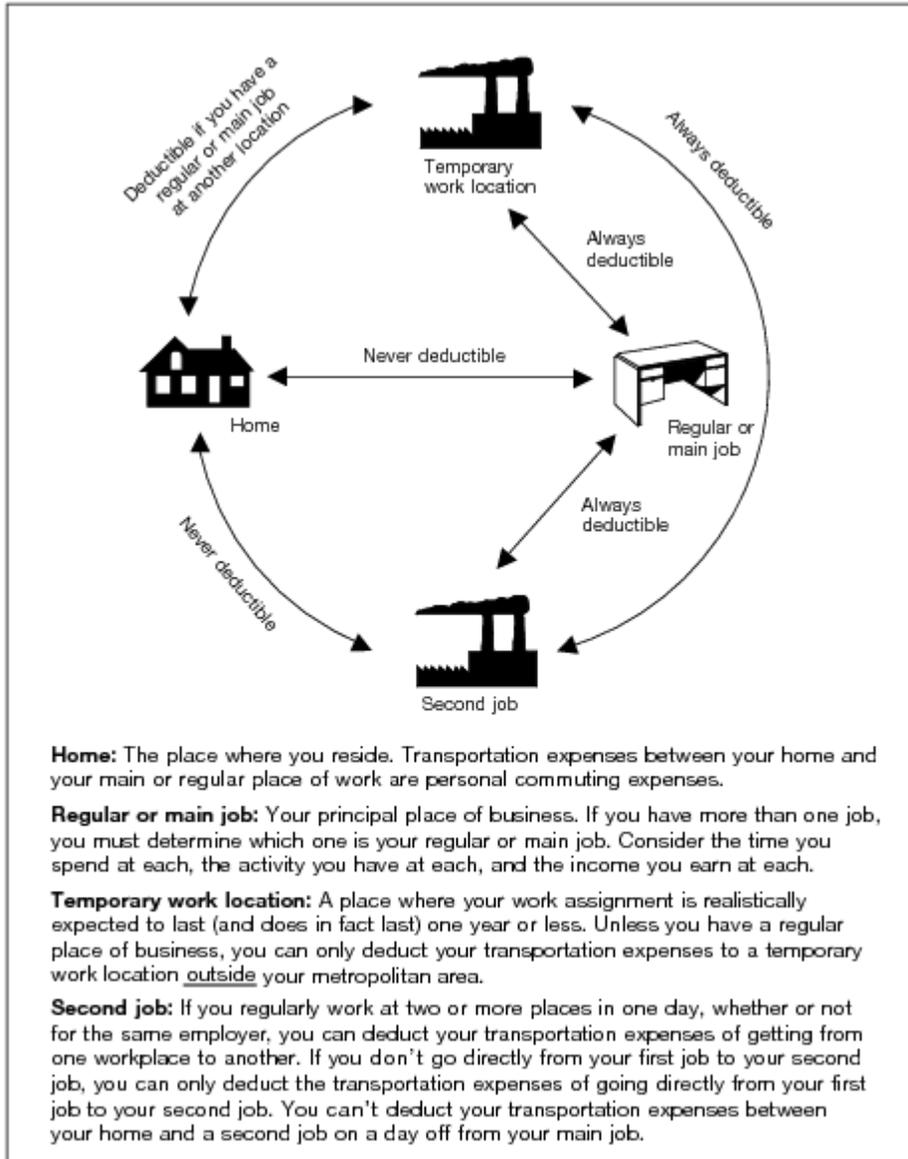 Deductible if you have a
regular or main job
at another location
Temporary
work location
Always deductible
Always
deductible
Never deductible
Home
Regular or
main job
Always
deductible
Never deductible
Second job
Home: The place where you reside. Transportation expenses between your home and
your main or regular place of work are personal commuting expenses.
Regular or main job: Your principal place of business. If you have more than one job,
you must determine which one is your regular or main job. Consider the time you
spend at each, the activity you have at each, and the income you earn at each.
Temporary work location: A place where your work assignment is realistically
expected to last (and does in fact last) one year or less. Unless you have a regular
place of business, you can only deduct your transportation expenses to a temporary
work location outside your metropolitan area.
Second job: If you regularly work at two or more places in one day, whether or not
for the same employer, you can deduct your transportation expenses of getting from
one workplace to another. If you don't go directly from your first job to your second
job, you can only deduct the transportation expenses of going directly from your first
job to your second job. You can't deduct your transportation expenses between
your home and a second job on a day off from your main job.